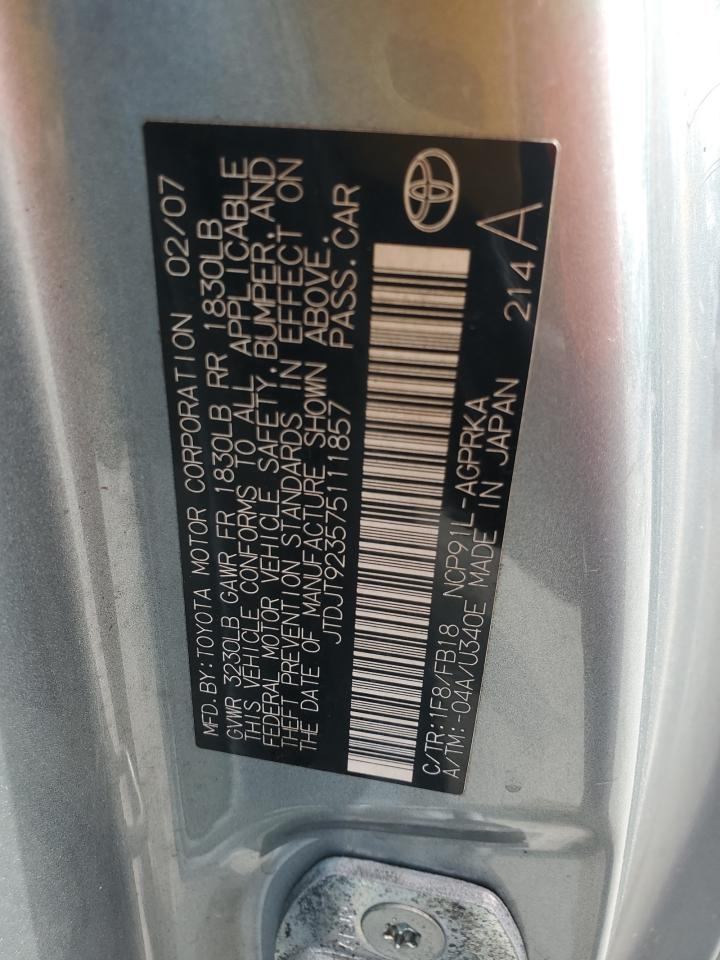 MFD.BY:TOYOTA MOTOR CORPORATION 02/07
GVWR 3230LB GAWR FR 1830LB RR 1830LB
THIS VEHICLE CONFORMS TO ALL APPLICABLE
FEDERAL MOTOR VEHICLE SAFETY,BUMPER,AND
THEFT PREVENTION STANDARDS IN EFFECT ON
THE DATE OF MANUFACTURE SHOWN ABOVE.
JTDJT923575111857 PASS.CAR
C/TR:1F8/FB18 NCP91L-AGPRKA
A/TM:-04A/U340E MADE IN JAPAN
214 A